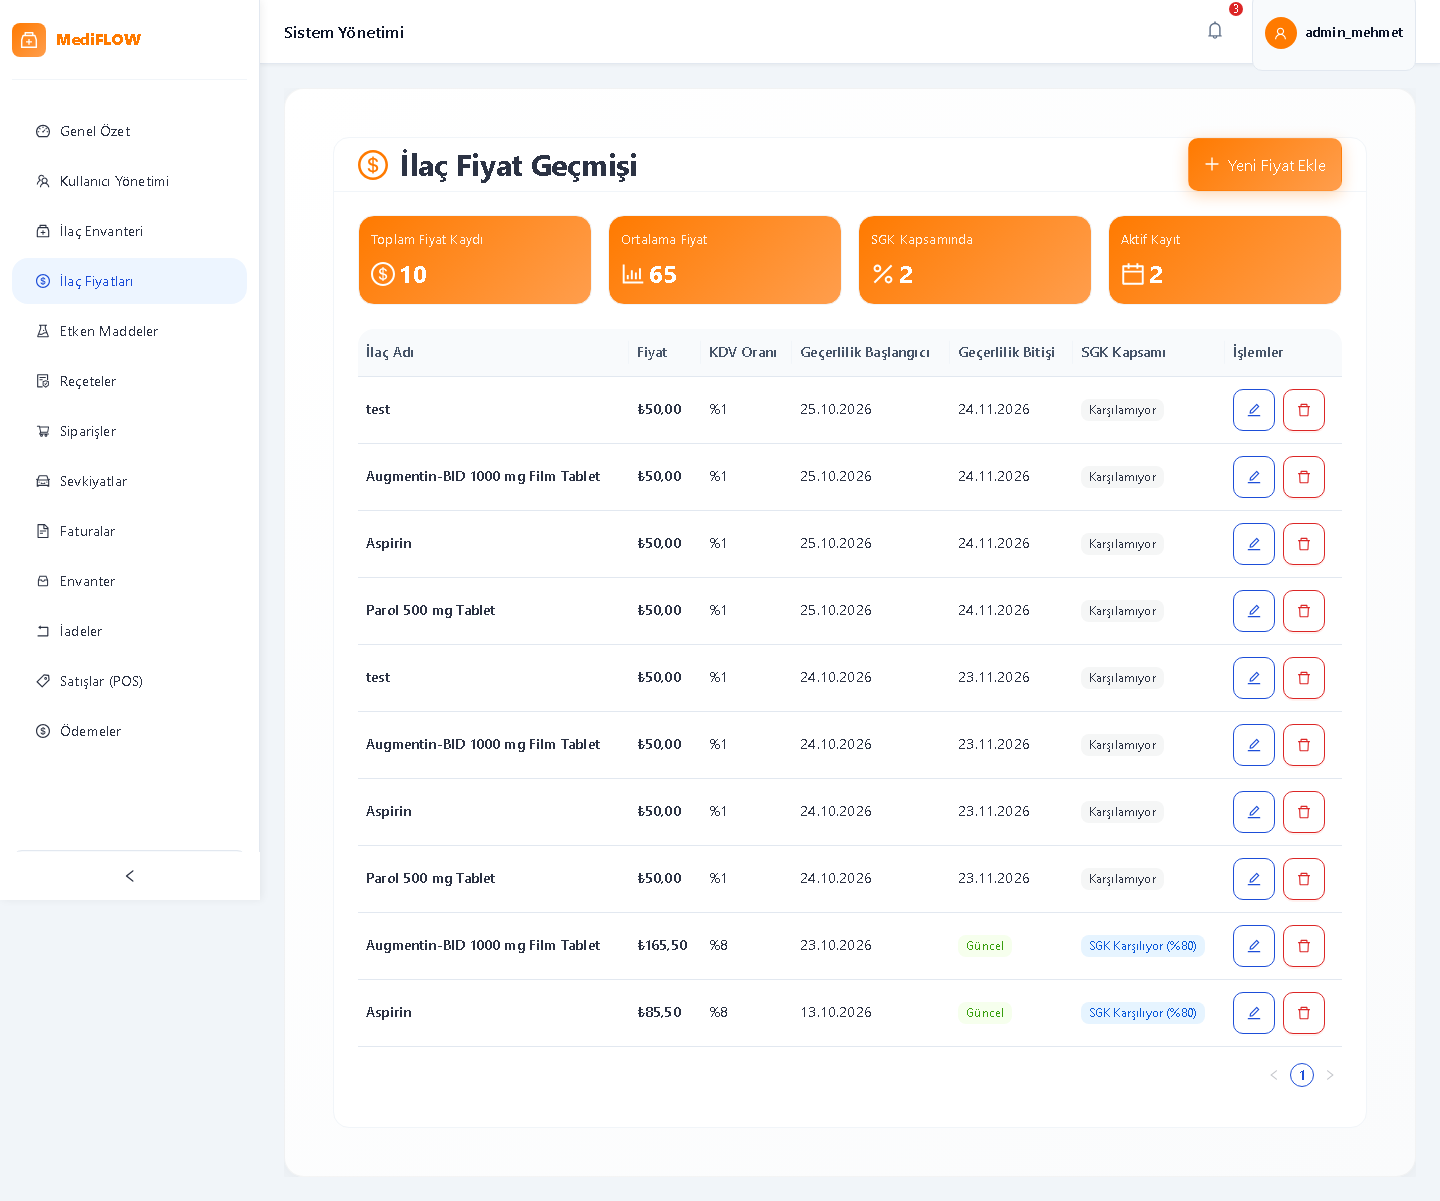 MediFLOW
Sistem Yönetimi
3
admin_mehmet
Genel Özet
Kullanıcı Yönetimi
İlaç Envanteri
İlaç Fiyatları
Etken Maddeler
Reçeteler
Siparişler
Sevkiyatlar
Faturalar
Envanter
İadeler
Satışlar (POS)
Ödemeler
İlaç Fiyat Geçmişi
Yeni Fiyat Ekle
Toplam Fiyat Kaydı
10
Ortalama Fiyat
65
SGK Kapsamında
2
Aktif Kayıt
2
İlaç Adı Fiyat KDV Oranı Geçerlilik Başlangıcı Geçerlilik Bitişi SGK Kapsamı İşlemler
test ₺50,00 %1 25.10.2026 24.11.2026 Karşılamıyor
Augmentin-BID 1000 mg Film Tablet ₺50,00 %1 25.10.2026 24.11.2026 Karşılamıyor
Aspirin ₺50,00 %1 25.10.2026 24.11.2026 Karşılamıyor
Parol 500 mg Tablet ₺50,00 %1 25.10.2026 24.11.2026 Karşılamıyor
test ₺50,00 %1 24.10.2026 23.11.2026 Karşılamıyor
Augmentin-BID 1000 mg Film Tablet ₺50,00 %1 24.10.2026 23.11.2026 Karşılamıyor
Aspirin ₺50,00 %1 24.10.2026 23.11.2026 Karşılamıyor
Parol 500 mg Tablet ₺50,00 %1 24.10.2026 23.11.2026 Karşılamıyor
Augmentin-BID 1000 mg Film Tablet ₺165,50 %8 23.10.2026 Güncel SGK Karşılıyor (%80)
Aspirin ₺85,50 %8 13.10.2026 Güncel SGK Karşılıyor (%80)
1